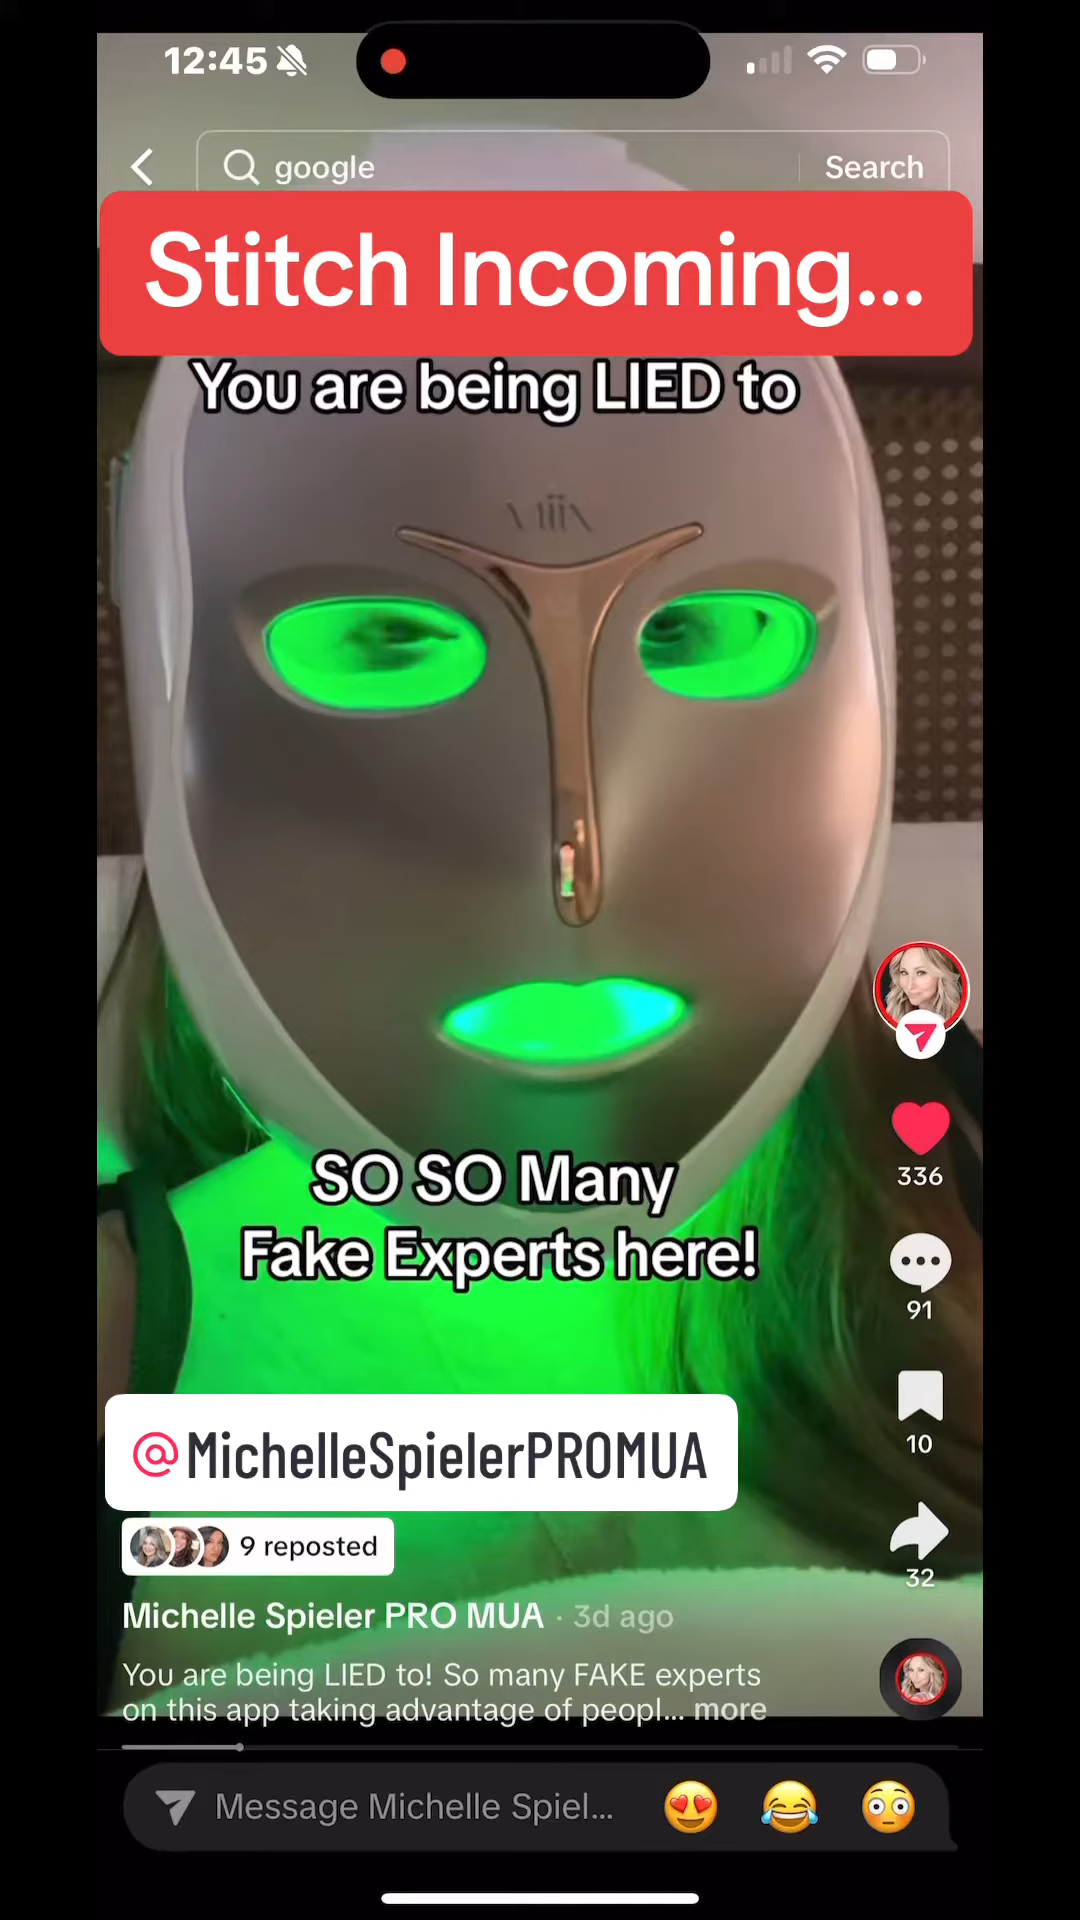 12:45
google
Search
Stitch Incoming...
You are being LIED to
SO SO Many
Fake Experts here!
336
91
10
32
@MichelleSpielerPROMUA
9 reposted
Michelle Spieler PRO MUA · 3d ago
You are being LIED to! So many FAKE experts
on this app taking advantage of peopl... more
Message Michelle Spiel...